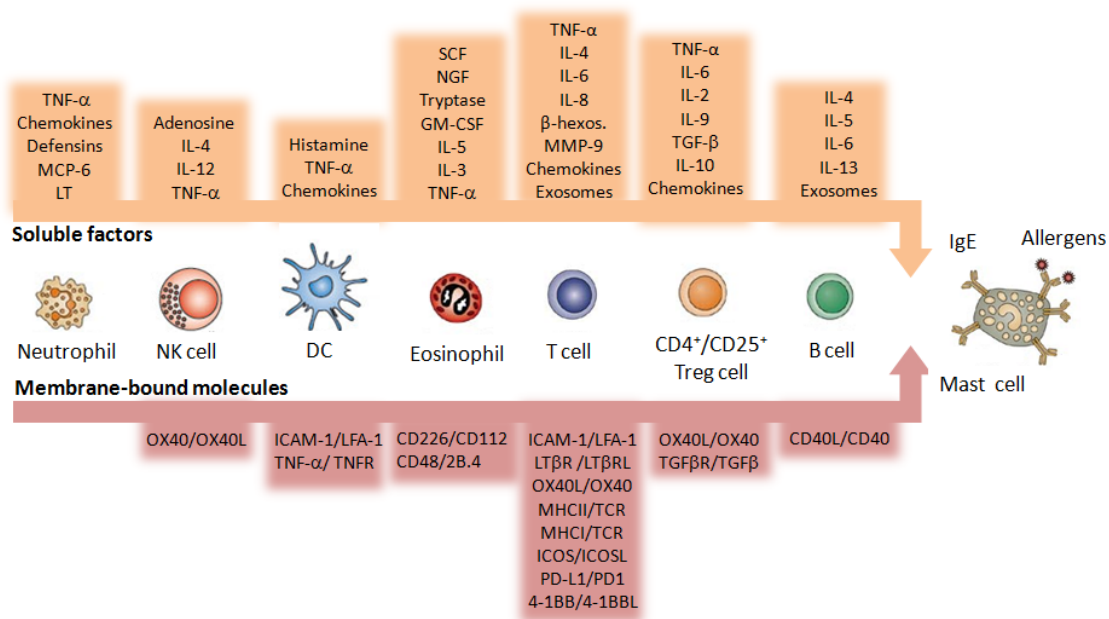 TNF-α
Chemokines
Defensins
MCP-6
LT
Adenosine
IL-4
IL-12
TNF-α
Histamine
TNF-α
Chemokines
SCF
NGF
Tryptase
GM-CSF
IL-5
IL-3
TNF-α
TNF-α
IL-4
IL-6
IL-8
β-hexos.
MMP-9
Chemokines
Exosomes
TNF-α
IL-6
IL-2
IL-9
TGF-β
IL-10
Chemokines
IL-4
IL-5
IL-6
IL-13
Exosomes
Soluble factors
IgE
Allergens
Neutrophil
NK cell
DC
Eosinophil
T cell
CD4⁺/CD25⁺
Treg cell
B cell
Mast cell
Membrane-bound molecules
OX40/OX40L
ICAM-1/LFA-1
TNF-α/ TNFR
CD226/CD112
CD48/2B.4
ICAM-1/LFA-1
LTβR /LTβRL
OX40L/OX40
MHCII/TCR
MHCI/TCR
ICOS/ICOSL
PD-L1/PD1
4-1BB/4-1BBL
OX40L/OX40
TGFβR/TGFβ
CD40L/CD40